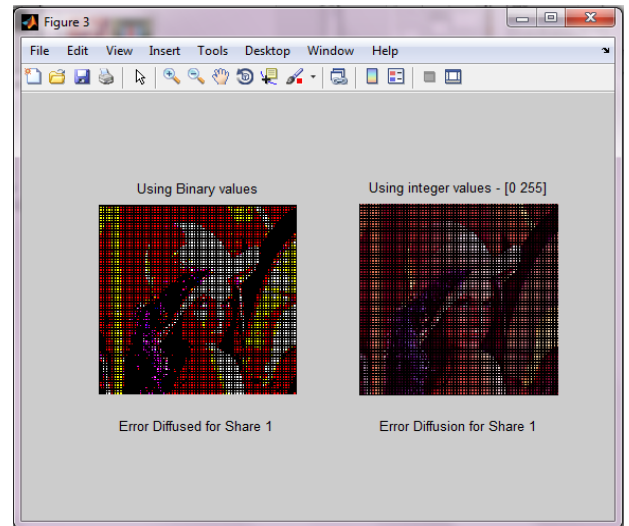 Figure 3
File Edit View Insert Tools Desktop Window Help
Using Binary values
Using integer values - [0 255]
Error Diffused for Share 1
Error Diffusion for Share 1